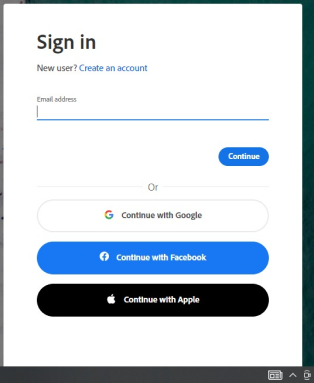 Sign in
New user? Create an account
Email address
Continue
Or
Continue with Google
Continue with Facebook
Continue with Apple